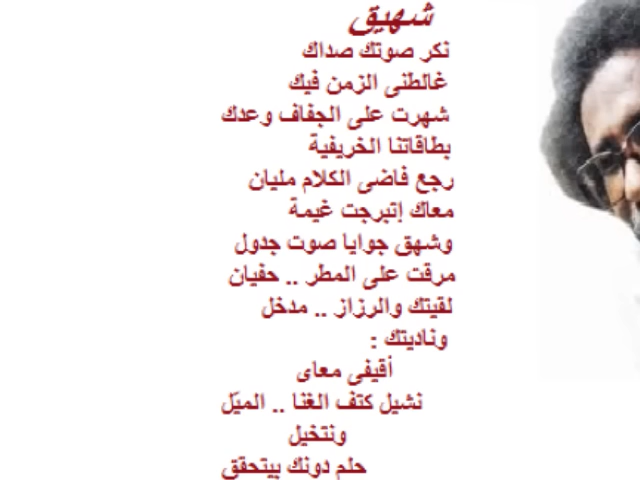 شهيق
نكر صوتك صداك
غالطنى الزمن فيك
شهرت على الجفاف وعدك
بطاقاتنا الخريفية
رجع فاضى الكلام مليان
معاك إتبرجت غيمة
وشهق جوايا صوت جدول
مرقت على المطر .. حفيان
لقيتك والرزاز .. مدخل
وناديتك :
أقيفى معاى
نشيل كتف الغنا .. الميّل
ونتخيل
حلم دونك بيتحقق